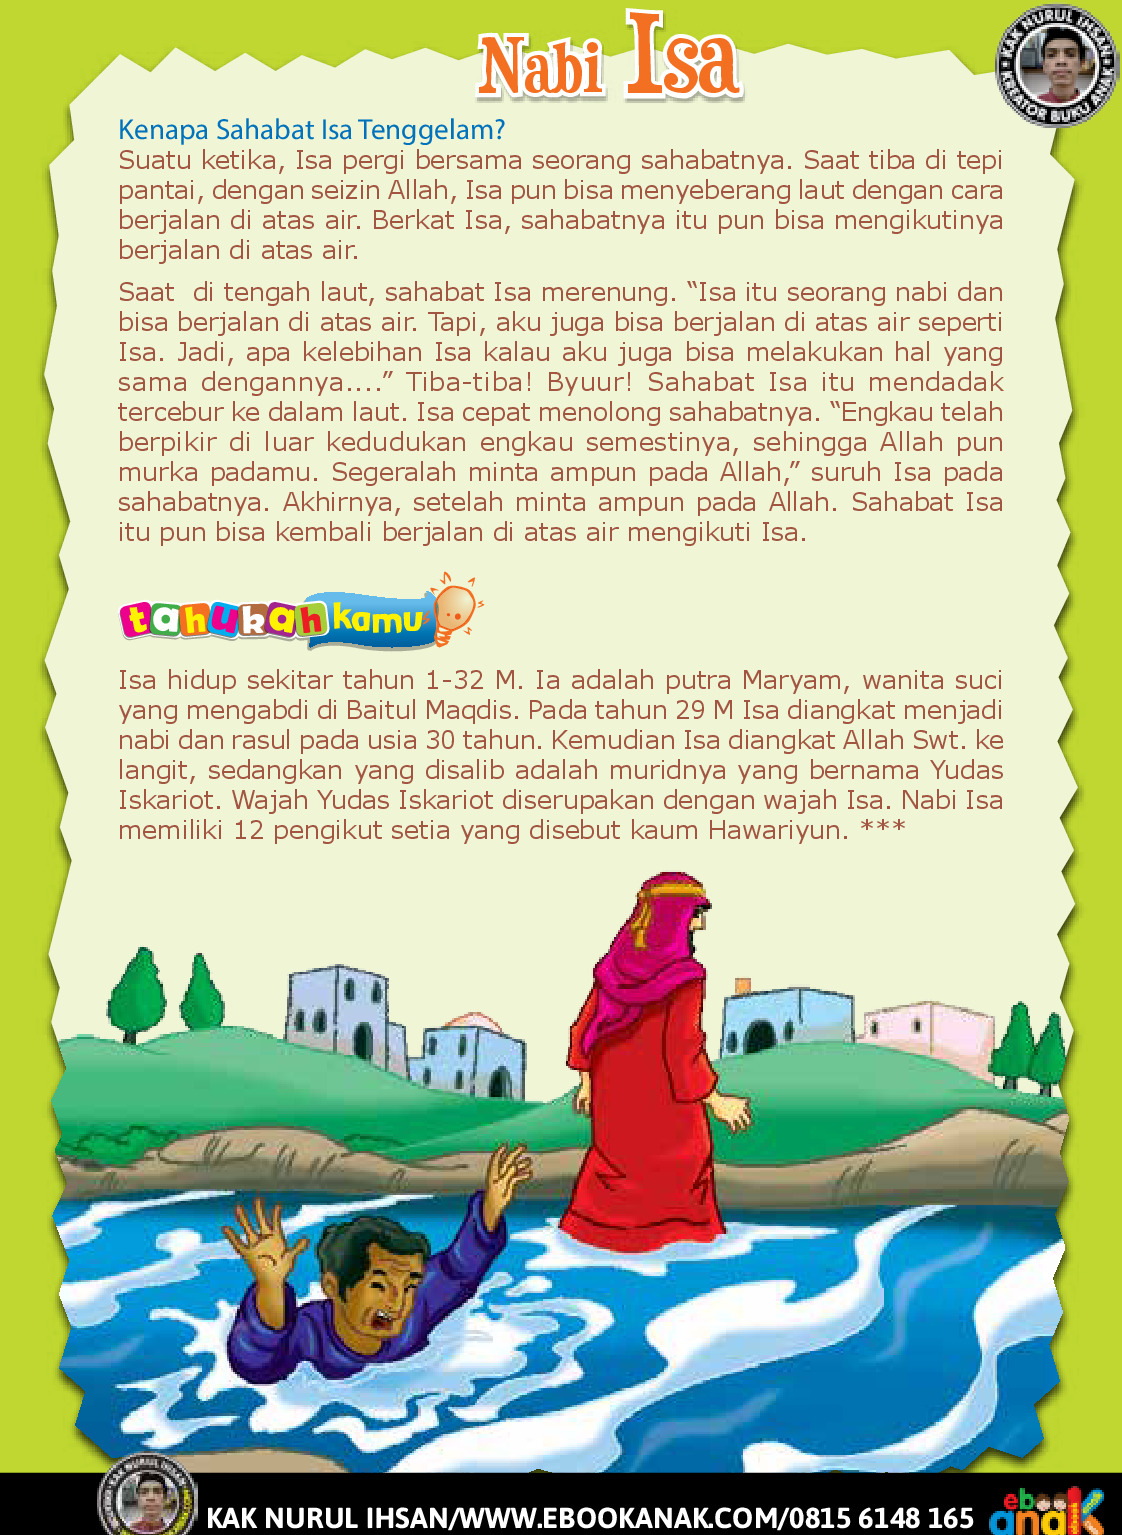 Nabi Isa
KAK NURUL IHSAN
KREATOR BUKU ANAK
Kenapa Sahabat Isa Tenggelam?
Suatu ketika, Isa pergi bersama seorang sahabatnya. Saat tiba di tepi
pantai, dengan seizin Allah, Isa pun bisa menyeberang laut dengan cara
berjalan di atas air. Berkat Isa, sahabatnya itu pun bisa mengikutinya
berjalan di atas air.
Saat di tengah laut, sahabat Isa merenung. “Isa itu seorang nabi dan
bisa berjalan di atas air. Tapi, aku juga bisa berjalan di atas air seperti
Isa. Jadi, apa kelebihan Isa kalau aku juga bisa melakukan hal yang
sama dengannya....” Tiba-tiba! Byuur! Sahabat Isa itu mendadak
tercebur ke dalam laut. Isa cepat menolong sahabatnya. “Engkau telah
berpikir di luar kedudukan engkau semestinya, sehingga Allah pun
murka padamu. Segeralah minta ampun pada Allah,” suruh Isa pada
sahabatnya. Akhirnya, setelah minta ampun pada Allah. Sahabat Isa
itu pun bisa kembali berjalan di atas air mengikuti Isa.
tahukah kamu
Isa hidup sekitar tahun 1-32 M. Ia adalah putra Maryam, wanita suci
yang mengabdi di Baitul Maqdis. Pada tahun 29 M Isa diangkat menjadi
nabi dan rasul pada usia 30 tahun. Kemudian Isa diangkat Allah Swt. ke
langit, sedangkan yang disalib adalah muridnya yang bernama Yudas
Iskariot. Wajah Yudas Iskariot diserupakan dengan wajah Isa. Nabi Isa
memiliki 12 pengikut setia yang disebut kaum Hawariyun. ***
KAK NURUL IHSAN
KAK NURUL IHSAN/WWW.EBOOKANAK.COM/0815 6148 165
ebook
anak